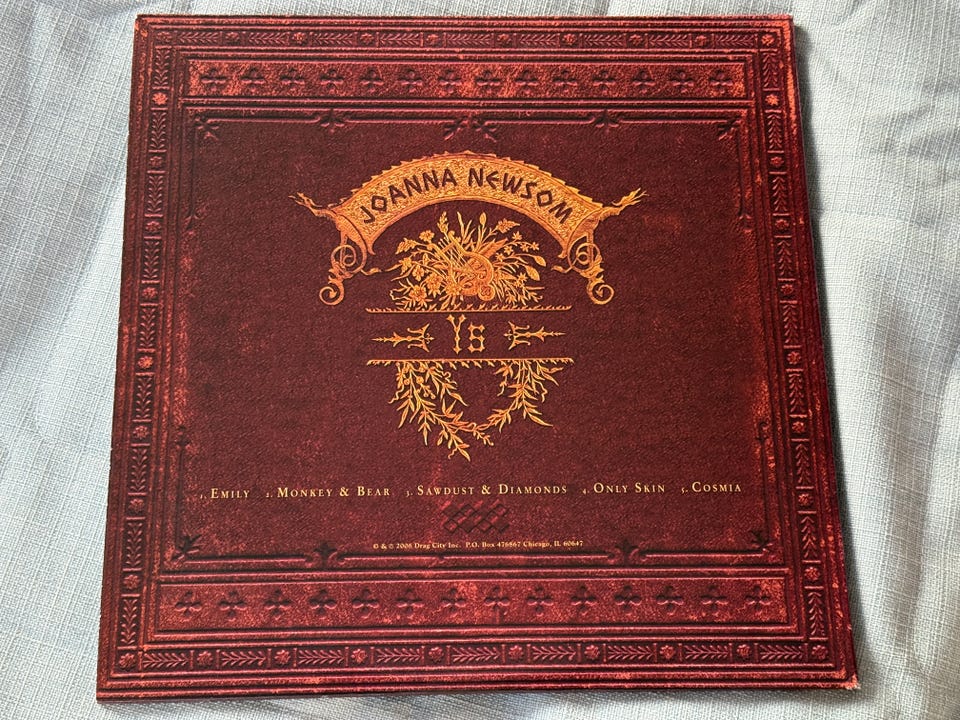 JOANNA NEWSOM
Ys
1. EMILY 2. MONKEY & BEAR 3. SAWDUST & DIAMONDS 4. ONLY SKIN 5. COSMIA
© & ℗ 2006 Drag City Inc. P.O. Box 476867 Chicago, IL 60647